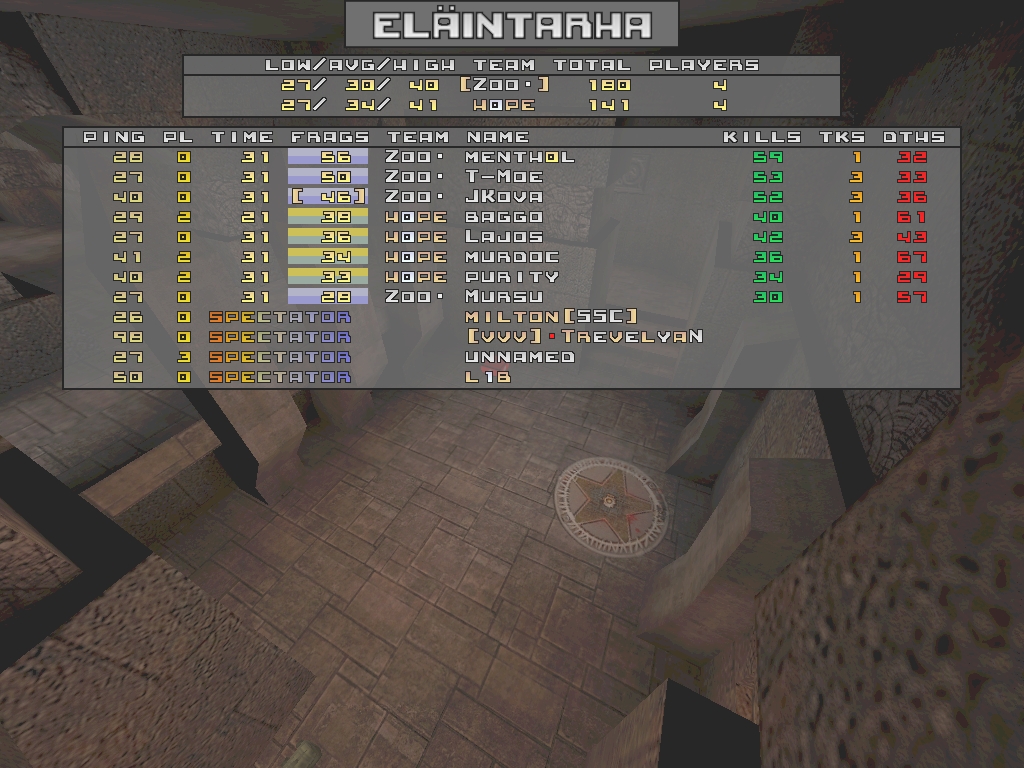 ELÄINTARHA
LOW/AVG/HIGH TEAM TOTAL PLAYERS
27/ 30/ 40 [ZOO·] 180 4
27/ 34/ 41 HOPE 141 4
PING PL TIME FRAGS TEAM NAME KILLS TKS DTHS
28 0 31 56 ZOO· MENTHOL 59 1 32
27 0 31 50 ZOO· T-MOE 53 3 33
40 0 31 [ 46] ZOO· JKOVA 52 3 36
29 2 21 38 HOPE BAGGO 40 1 61
27 0 31 36 HOPE LAJOS 42 3 43
41 2 31 34 HOPE MURDOC 36 1 67
40 2 31 33 HOPE PURITY 34 1 29
27 0 31 28 ZOO· MURSU 30 1 57
26 0 SPECTATOR MILTON[SSC]
98 0 SPECTATOR [VVV]·TREVELYAN
27 3 SPECTATOR UNNAMED
50 0 SPECTATOR L1B